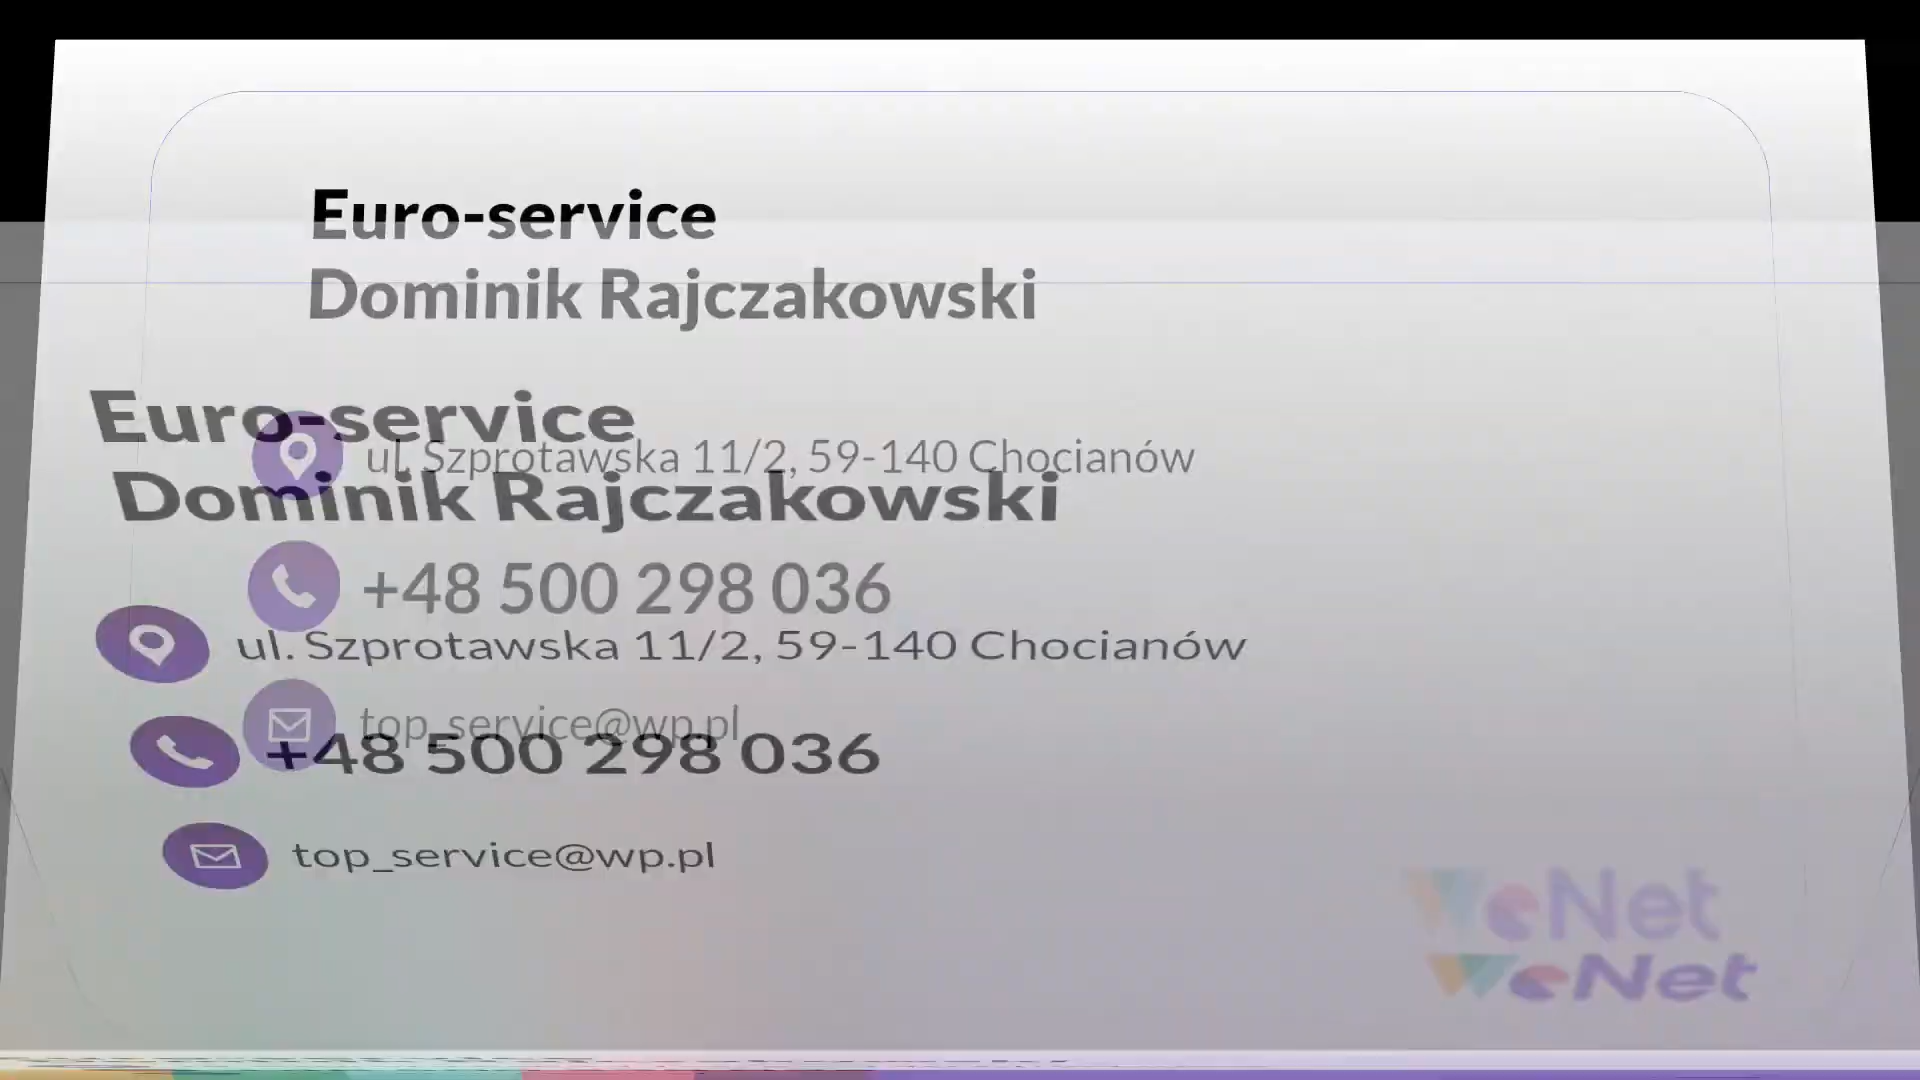 Euro-service
Dominik Rajczakowski
ul. Szprotawska 11/2, 59-140 Chocianów
+48 500 298 036
top_service@wp.pl
WeNet
Euro-service
Dominik Rajczakowski
ul. Szprotawska 11/2, 59-140 Chocianów
+48 500 298 036
top_service@wp.pl
WeNet